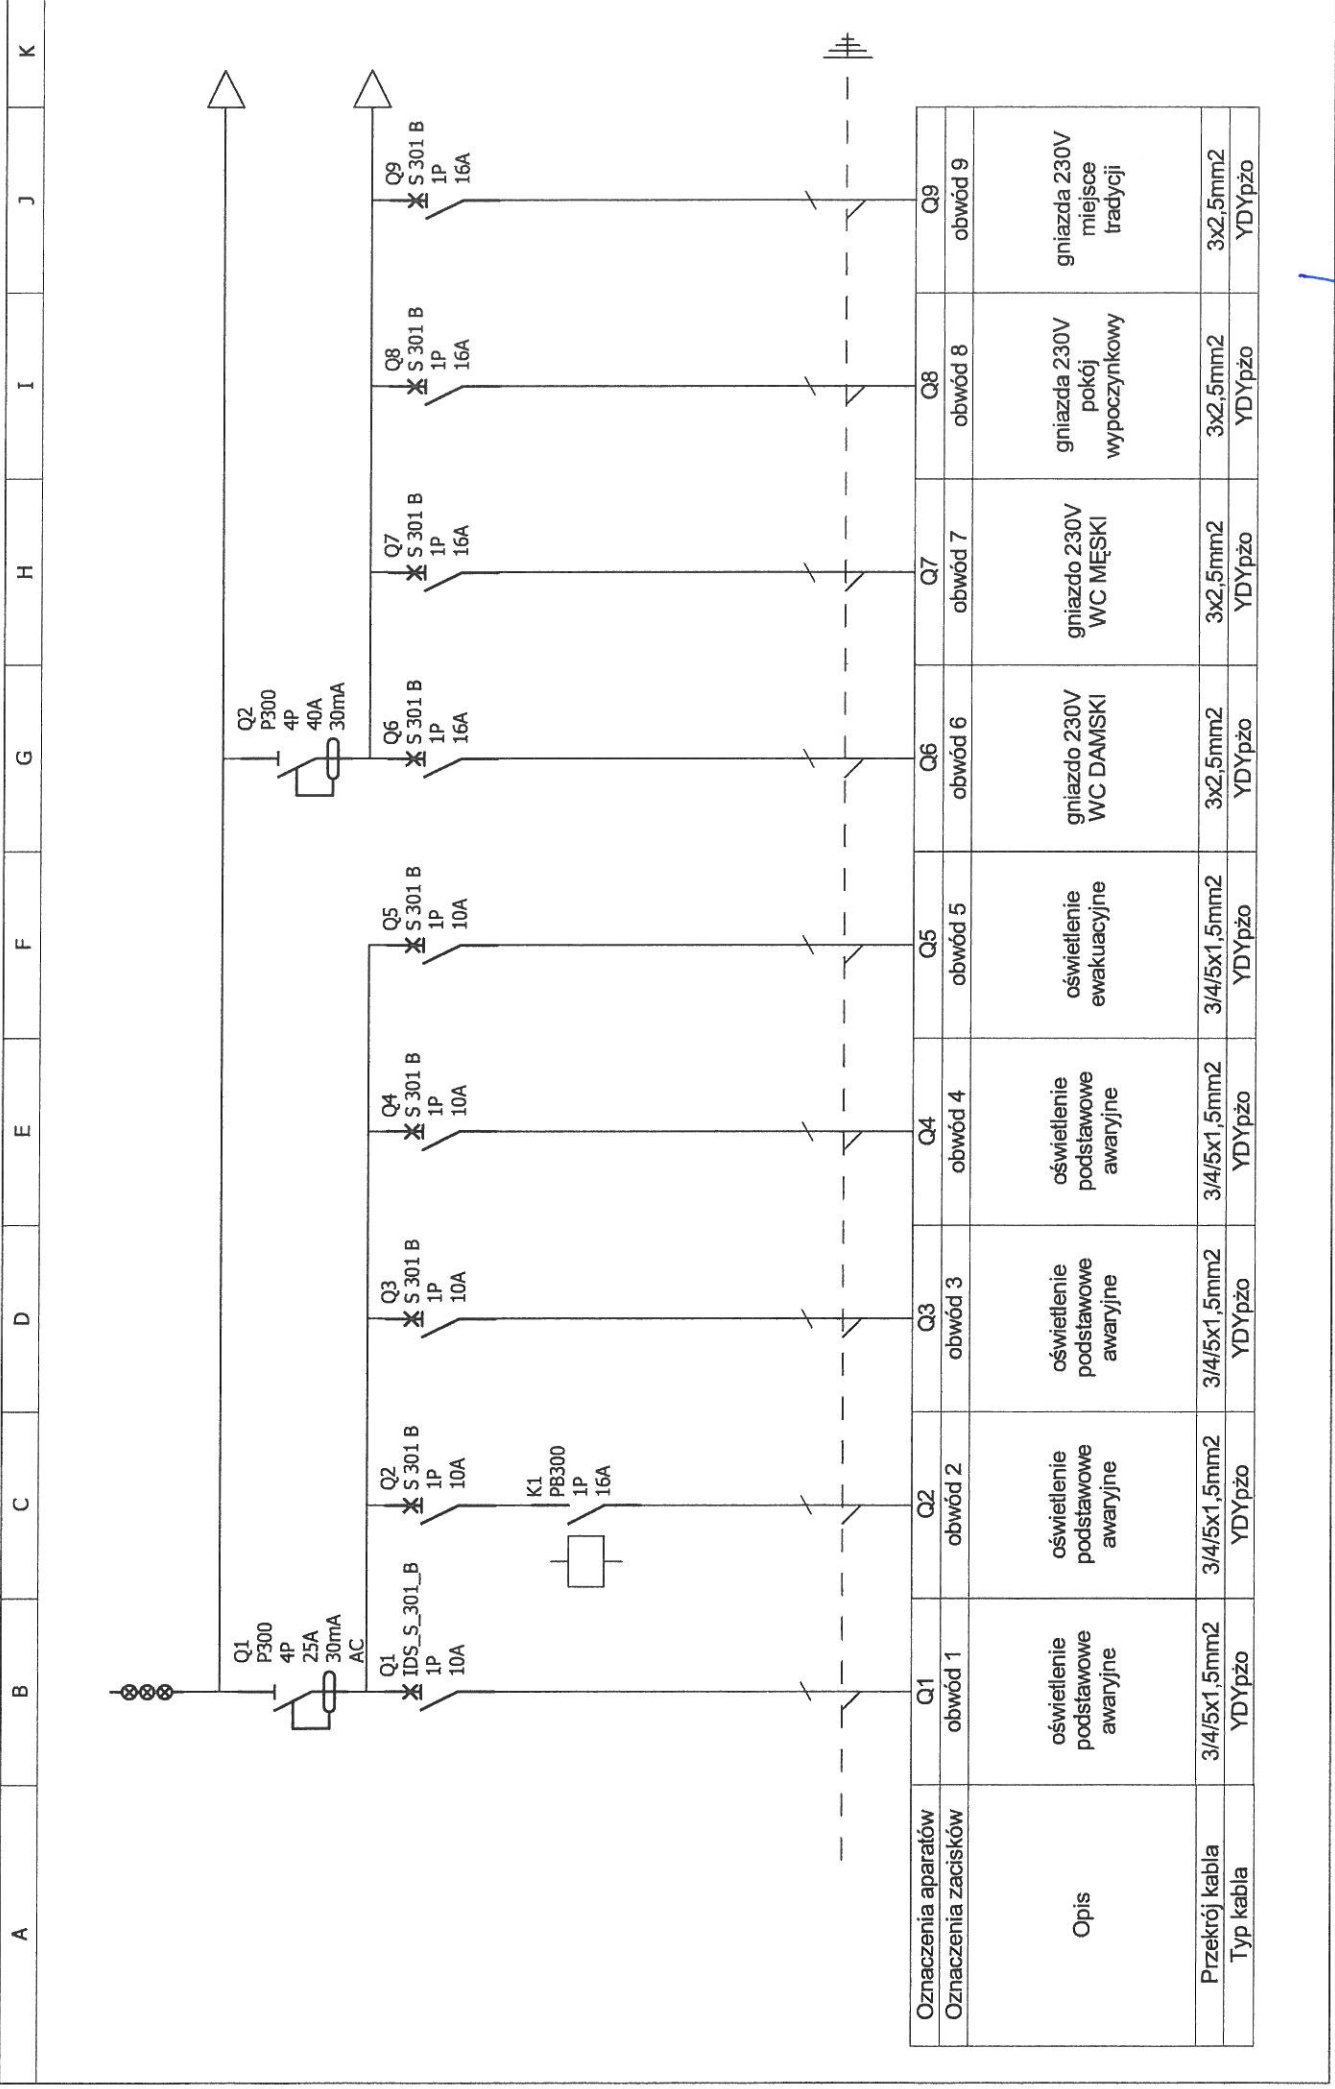 A
B
C
D
E
F
G
H
I
J
K
Q1
P300
4P
25A
30mA
AC
Q2
P300
4P
40A
30mA
Q1
IDS_S_301_B
1P
10A
Q2
S 301 B
1P
10A
K1
PB300
1P
16A
Q3
S 301 B
1P
10A
Q4
S 301 B
1P
10A
Q5
S 301 B
1P
10A
Q6
S 301 B
1P
16A
Q7
S 301 B
1P
16A
Q8
S 301 B
1P
16A
Q9
S 301 B
1P
16A
Oznaczenia aparatów Q1 Q2 Q3 Q4 Q5 Q6 Q7 Q8 Q9
Oznaczenia zacisków obwód 1 obwód 2 obwód 3 obwód 4 obwód 5 obwód 6 obwód 7 obwód 8 obwód 9
Opis
oświetlenie
podstawowe
awaryjne
oświetlenie
podstawowe
awaryjne
oświetlenie
podstawowe
awaryjne
oświetlenie
podstawowe
awaryjne
oświetlenie
ewakuacyjne
gniazdo 230V
WC DAMSKI
gniazdo 230V
WC MĘSKI
gniazda 230V
pokój
wypoczynkowy
gniazda 230V
miejsce
tradycji
Przekrój kabla 3/4/5x1,5mm2 3/4/5x1,5mm2 3/4/5x1,5mm2 3/4/5x1,5mm2 3/4/5x1,5mm2 3x2,5mm2 3x2,5mm2 3x2,5mm2 3x2,5mm2
Typ kabla YDYpżo YDYpżo YDYpżo YDYpżo YDYpżo YDYpżo YDYpżo YDYpżo YDYpżo